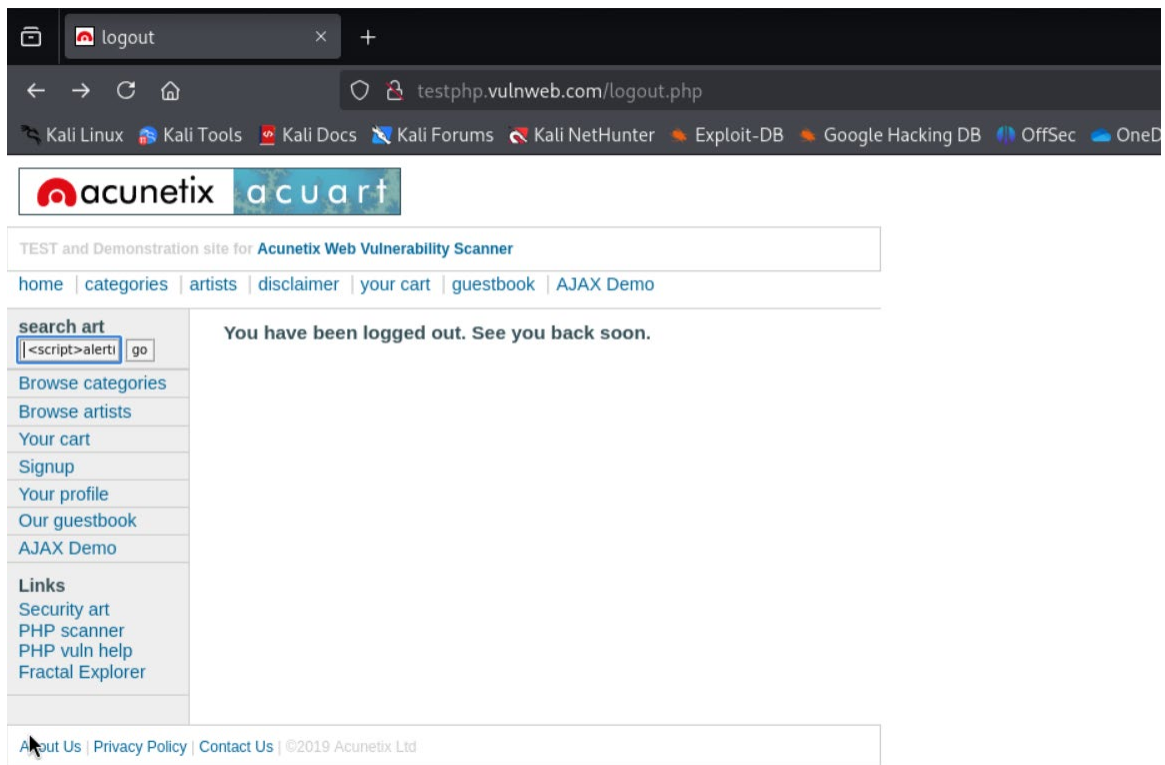 logout
testphp.vulnweb.com/logout.php
Kali Linux Kali Tools Kali Docs Kali Forums Kali NetHunter Exploit-DB Google Hacking DB OffSec OneD
acunetix acuart
TEST and Demonstration site for Acunetix Web Vulnerability Scanner
home | categories | artists | disclaimer | your cart | guestbook | AJAX Demo
search art
<script>alert( go
Browse categories
Browse artists
Your cart
Signup
Your profile
Our guestbook
AJAX Demo
Links
Security art
PHP scanner
PHP vuln help
Fractal Explorer
You have been logged out. See you back soon.
About Us | Privacy Policy | Contact Us | ©2019 Acunetix Ltd